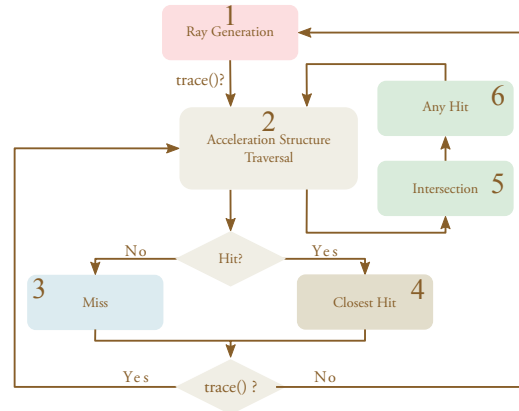 1
Ray Generation
trace()?
2
Acceleration Structure
Traversal
6
Any Hit
5
Intersection
Hit?
No
Yes
3
Miss
4
Closest Hit
trace() ?
Yes
No